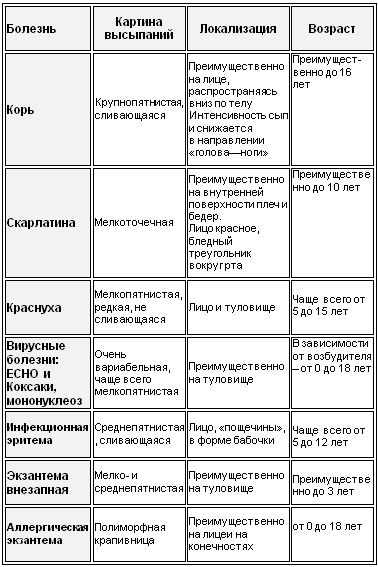 Болезнь
Картина
высыпаний
Локализация
Возраст
Корь
Крупнопятнистая,
сливающаяся
Преимущественно
на лице,
распространяясь
вниз по телу
Интенсивность сып
и снижается
в направлении
«голова—ноги»
Преимущест-
венно до 16
лет
Скарлатина
Мелкоточечная
Преимущественно
на внутренней
поверхности плеч и
бедер.
Лицо красное,
бледный
треугольник
вокруг рта
Преимуществе
нно до 10 лет
Краснуха
Мелкопятнистая,
редкая, не
сливающаяся
Лицо и туловище
Чаще всего от
5 до 15 лет
Вирусные
болезни:
ECHO и
Коксаки,
мононуклеоз
Очень
вариабельная,
чаще всего
мелкопятнистая
Преимущественно
на туловище
В зависимости
от возбудителя
– от 0 до 18 лет
Инфекционная
эритема
Среднепятнистая
, сливающаяся
Лицо, «пощечины»,
в форме бабочки
Чаще всего от
5 до 12 лет
Экзантема
внезапная
Мелко- и
среднепятнистая
Преимущественно
на туловище
Преимуществе
нно до 3 лет
Аллергическая
экзантема
Полиморфная
крапивница
Преимущественно
на лице и на
конечностях
от 0 до 18 лет